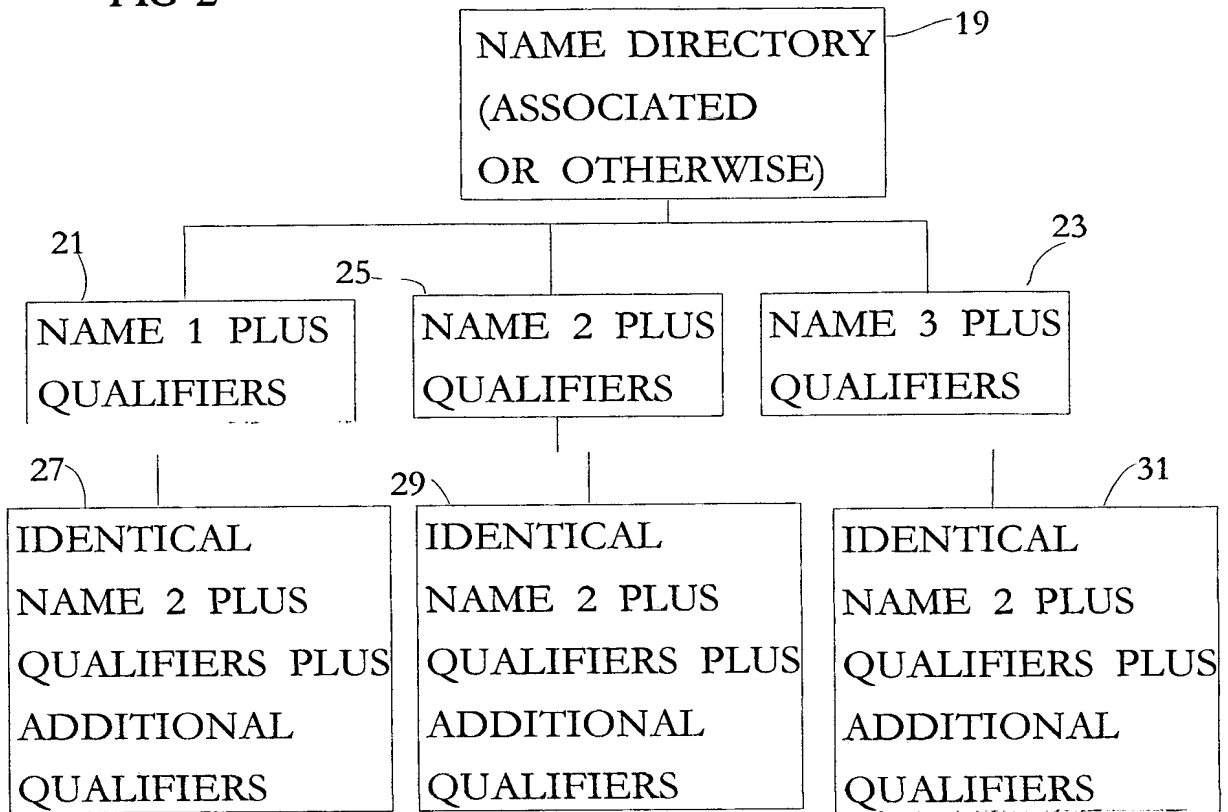 FIG 2
19
NAME DIRECTORY
(ASSOCIATED
OR OTHERWISE)
21
25
23
NAME 1 PLUS
QUALIFIERS
NAME 2 PLUS
QUALIFIERS
NAME 3 PLUS
QUALIFIERS
27
29
31
IDENTICAL
NAME 2 PLUS
QUALIFIERS PLUS
ADDITIONAL
QUALIFIERS
IDENTICAL
NAME 2 PLUS
QUALIFIERS PLUS
ADDITIONAL
QUALIFIERS
IDENTICAL
NAME 2 PLUS
QUALIFIERS PLUS
ADDITIONAL
QUALIFIERS